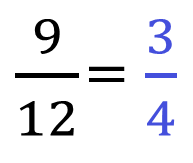 9/12 = 3/4